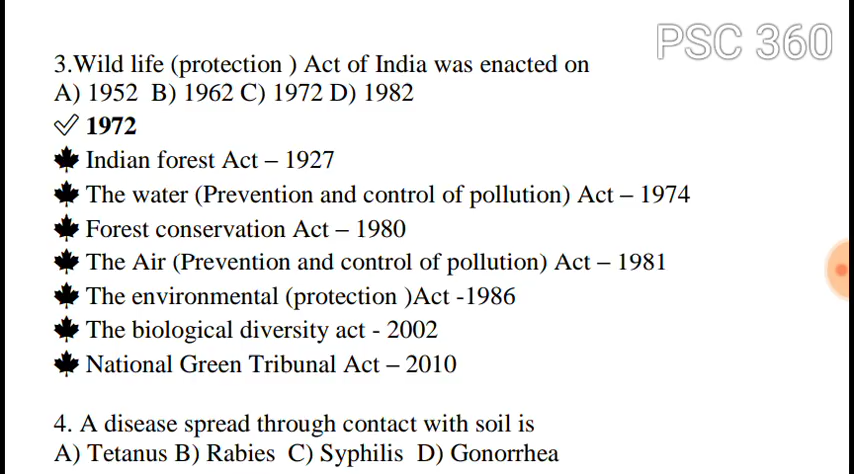 PSC 360
3.Wild life (protection ) Act of India was enacted on
A) 1952 B) 1962 C) 1972 D) 1982
1972
Indian forest Act – 1927
The water (Prevention and control of pollution) Act – 1974
Forest conservation Act – 1980
The Air (Prevention and control of pollution) Act – 1981
The environmental (protection )Act -1986
The biological diversity act - 2002
National Green Tribunal Act – 2010
4. A disease spread through contact with soil is
A) Tetanus B) Rabies C) Syphilis D) Gonorrhea